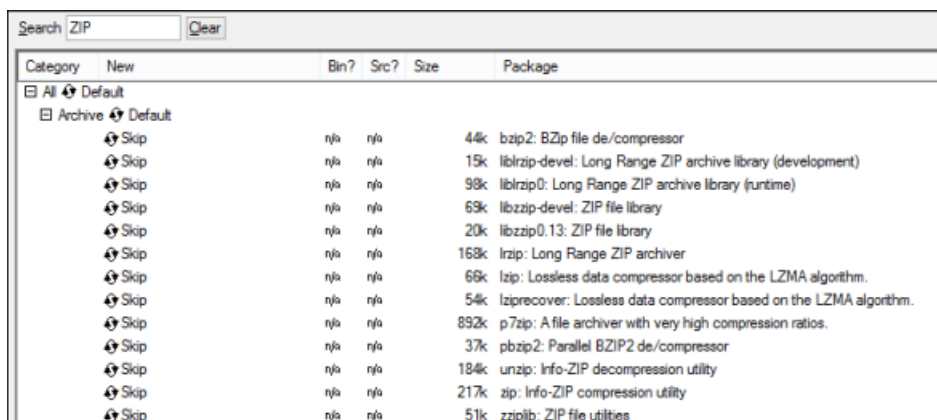 Search ZIP Clear
Category New Bin? Src? Size Package
All Default
Archive Default
Skip n/a n/a 44k bzip2: BZip file de/compressor
Skip n/a n/a 15k liblrzip-devel: Long Range ZIP archive library (development)
Skip n/a n/a 98k liblrzip0: Long Range ZIP archive library (runtime)
Skip n/a n/a 69k libzzip-devel: ZIP file library
Skip n/a n/a 20k libzzip0.13: ZIP file library
Skip n/a n/a 168k lrzip: Long Range ZIP archiver
Skip n/a n/a 66k lzip: Lossless data compressor based on the LZMA algorithm.
Skip n/a n/a 54k lziprecover: Lossless data compressor based on the LZMA algorithm.
Skip n/a n/a 892k p7zip: A file archiver with very high compression ratios.
Skip n/a n/a 37k pbzip2: Parallel BZIP2 de/compressor
Skip n/a n/a 184k unzip: Info-ZIP decompression utility
Skip n/a n/a 217k zip: Info-ZIP compression utility
Skip n/a n/a 51k zziplib: ZIP file utilities